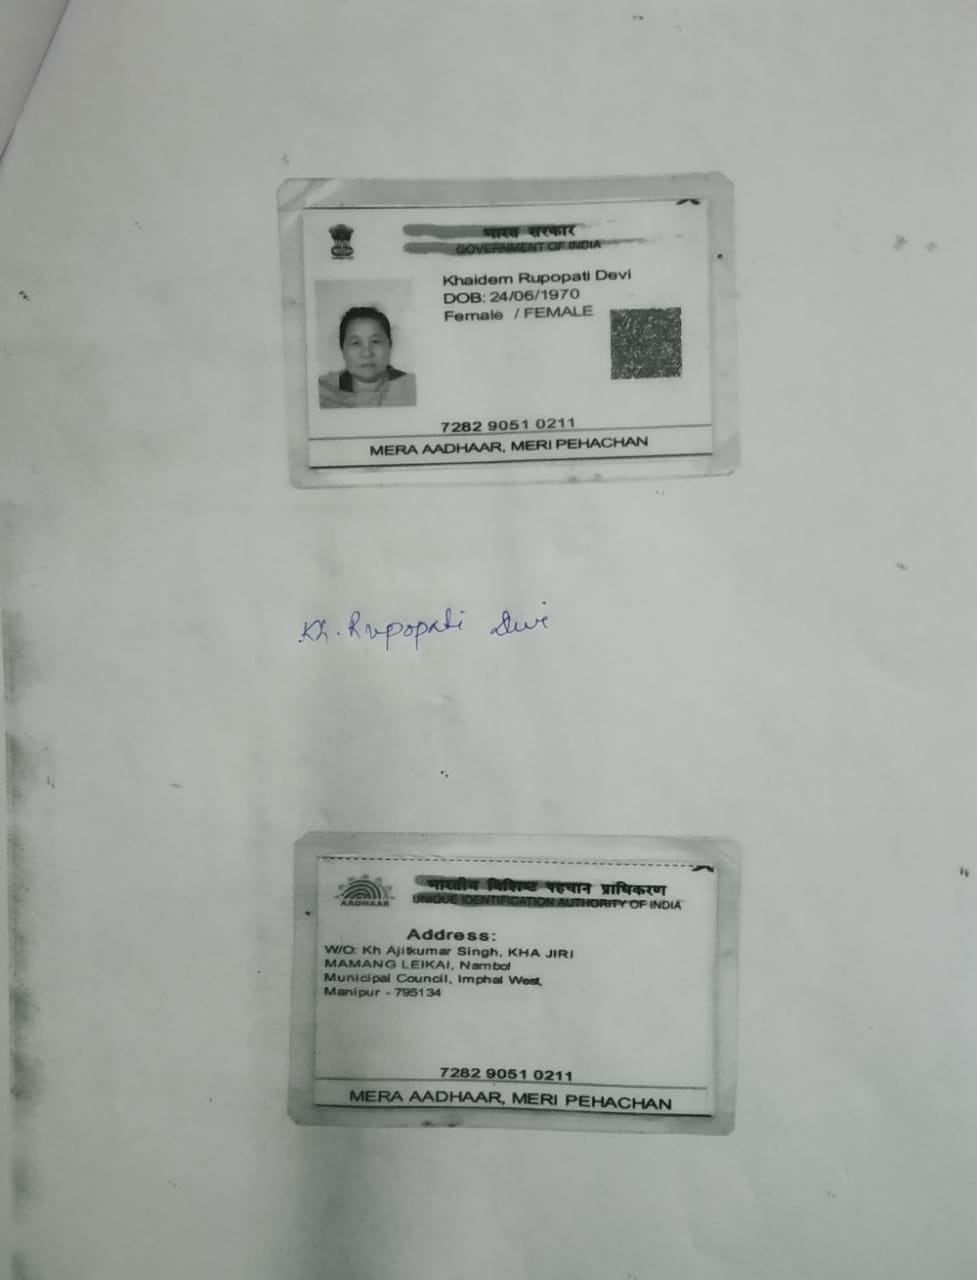 भारत सरकार
GOVERNMENT OF INDIA
Khaidem Rupopati Devi
DOB: 24/06/1970
Female / FEMALE
7282 9051 0211
MERA AADHAAR, MERI PEHACHAN
Kh. Rupopati Devi
भारतीय विशिष्ट पहचान प्राधिकरण
AADHAAR
UNIQUE IDENTIFICATION AUTHORITY OF INDIA
Address:
W/O: Kh Ajitkumar Singh, KHA JIRI
MAMANG LEIKAI, Nambol
Municipal Council, Imphal West,
Manipur - 795134
7282 9051 0211
MERA AADHAAR, MERI PEHACHAN